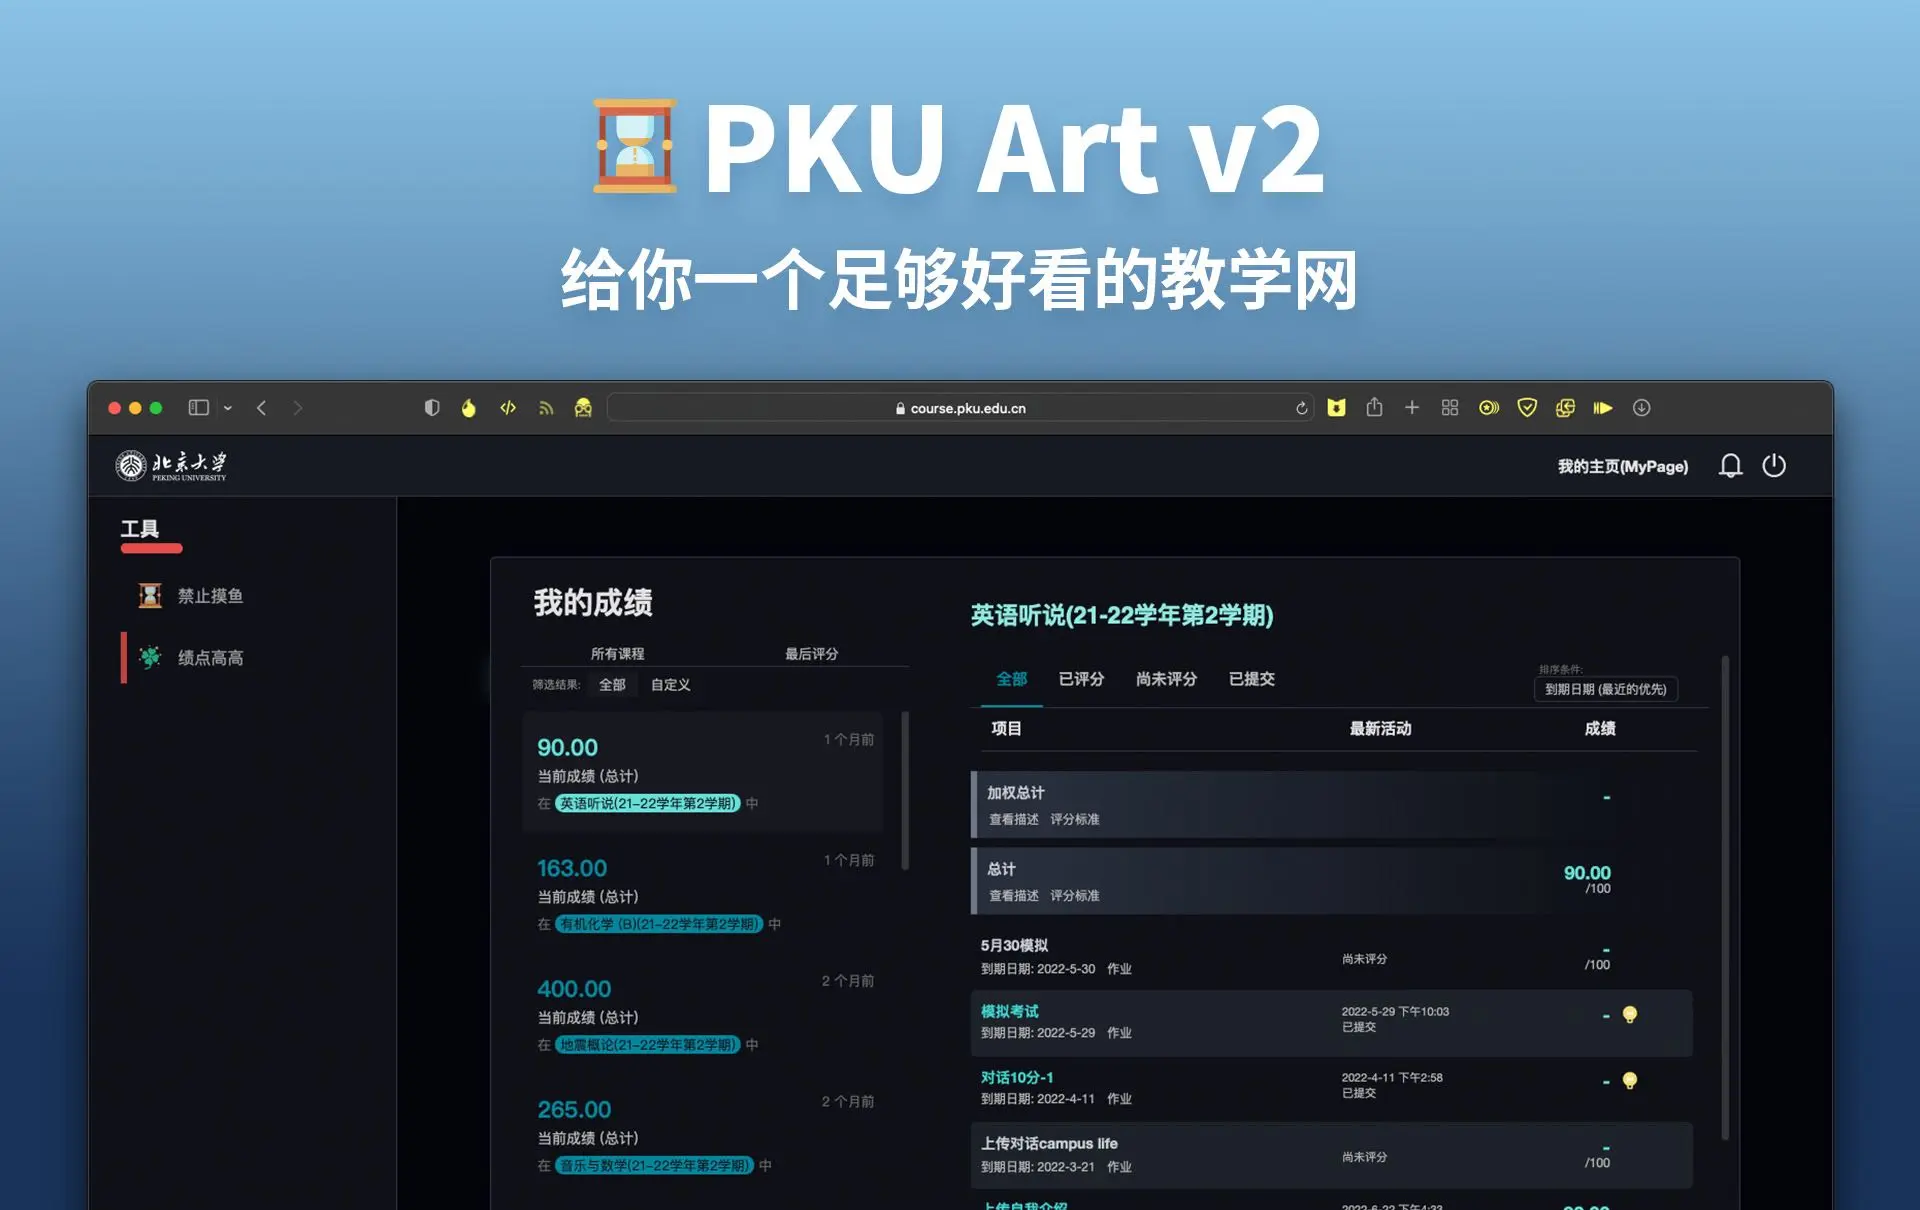 PKU Art v2
给你一个足够好看的教学网
course.pku.edu.cn
北京大学
PEKING UNIVERSITY
我的主页(MyPage)
工具
禁止摸鱼
绩点高高
我的成绩
所有课程
最后评分
筛选结果:
全部
自定义
90.00
1 个月前
当前成绩 (总计)
在 英语听说(21-22学年第2学期) 中
163.00
1 个月前
当前成绩 (总计)
在 有机化学 (B)(21-22学年第2学期) 中
400.00
2 个月前
当前成绩 (总计)
在 地震概论(21-22学年第2学期) 中
265.00
2 个月前
当前成绩 (总计)
在 音乐与数学(21-22学年第2学期) 中
英语听说(21-22学年第2学期)
全部
已评分
尚未评分
已提交
排序条件:
到期日期 (最近的优先)
项目
最新活动
成绩
加权总计
-
查看描述 评分标准
总计
90.00
/100
查看描述 评分标准
5月30模拟
-
到期日期: 2022-5-30 作业
尚未评分
/100
模拟考试
2022-5-29 下午10:03
-
到期日期: 2022-5-29 作业
已提交
对话10分-1
2022-4-11 下午2:58
-
到期日期: 2022-4-11 作业
已提交
上传对话campus life
-
到期日期: 2022-3-21 作业
尚未评分
/100